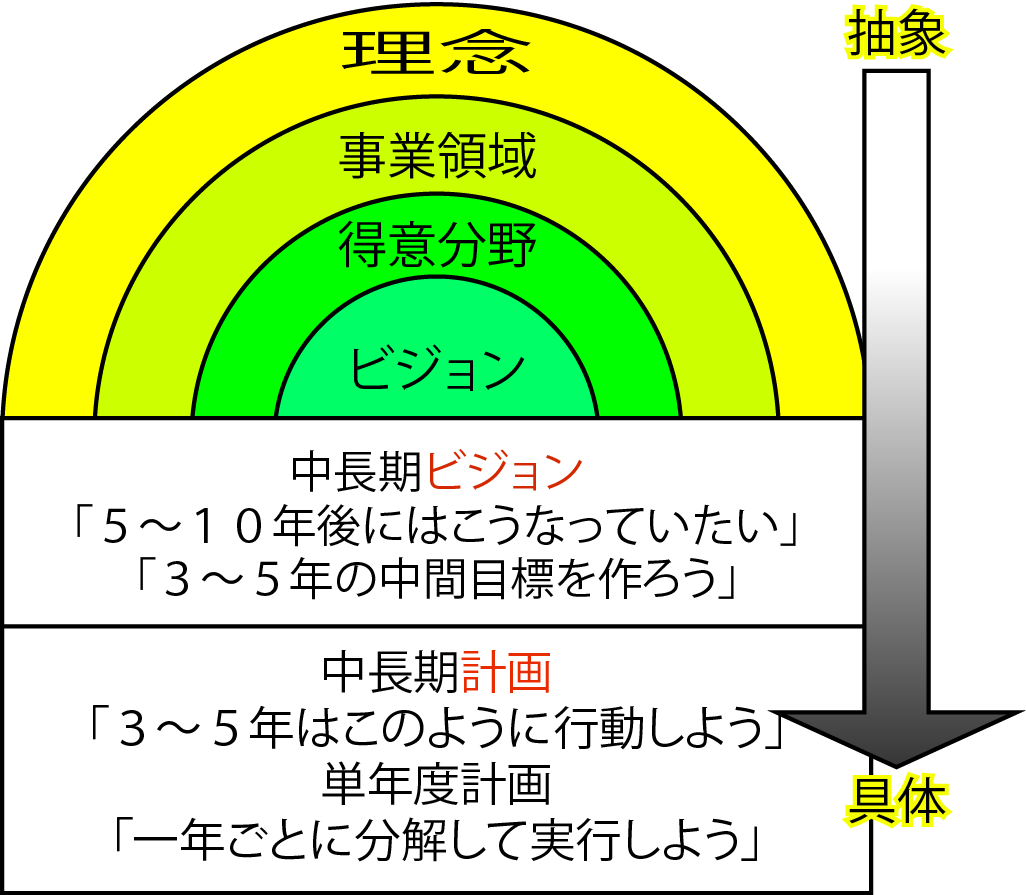 理念
抽象
事業領域
得意分野
ビジョン
中長期ビジョン
「５～１０年後にはこうなっていたい」
「３～５年の中間目標を作ろう」
中長期計画
「３～５年はこのように行動しよう」
単年度計画
具体
「一年ごとに分解して実行しよう」